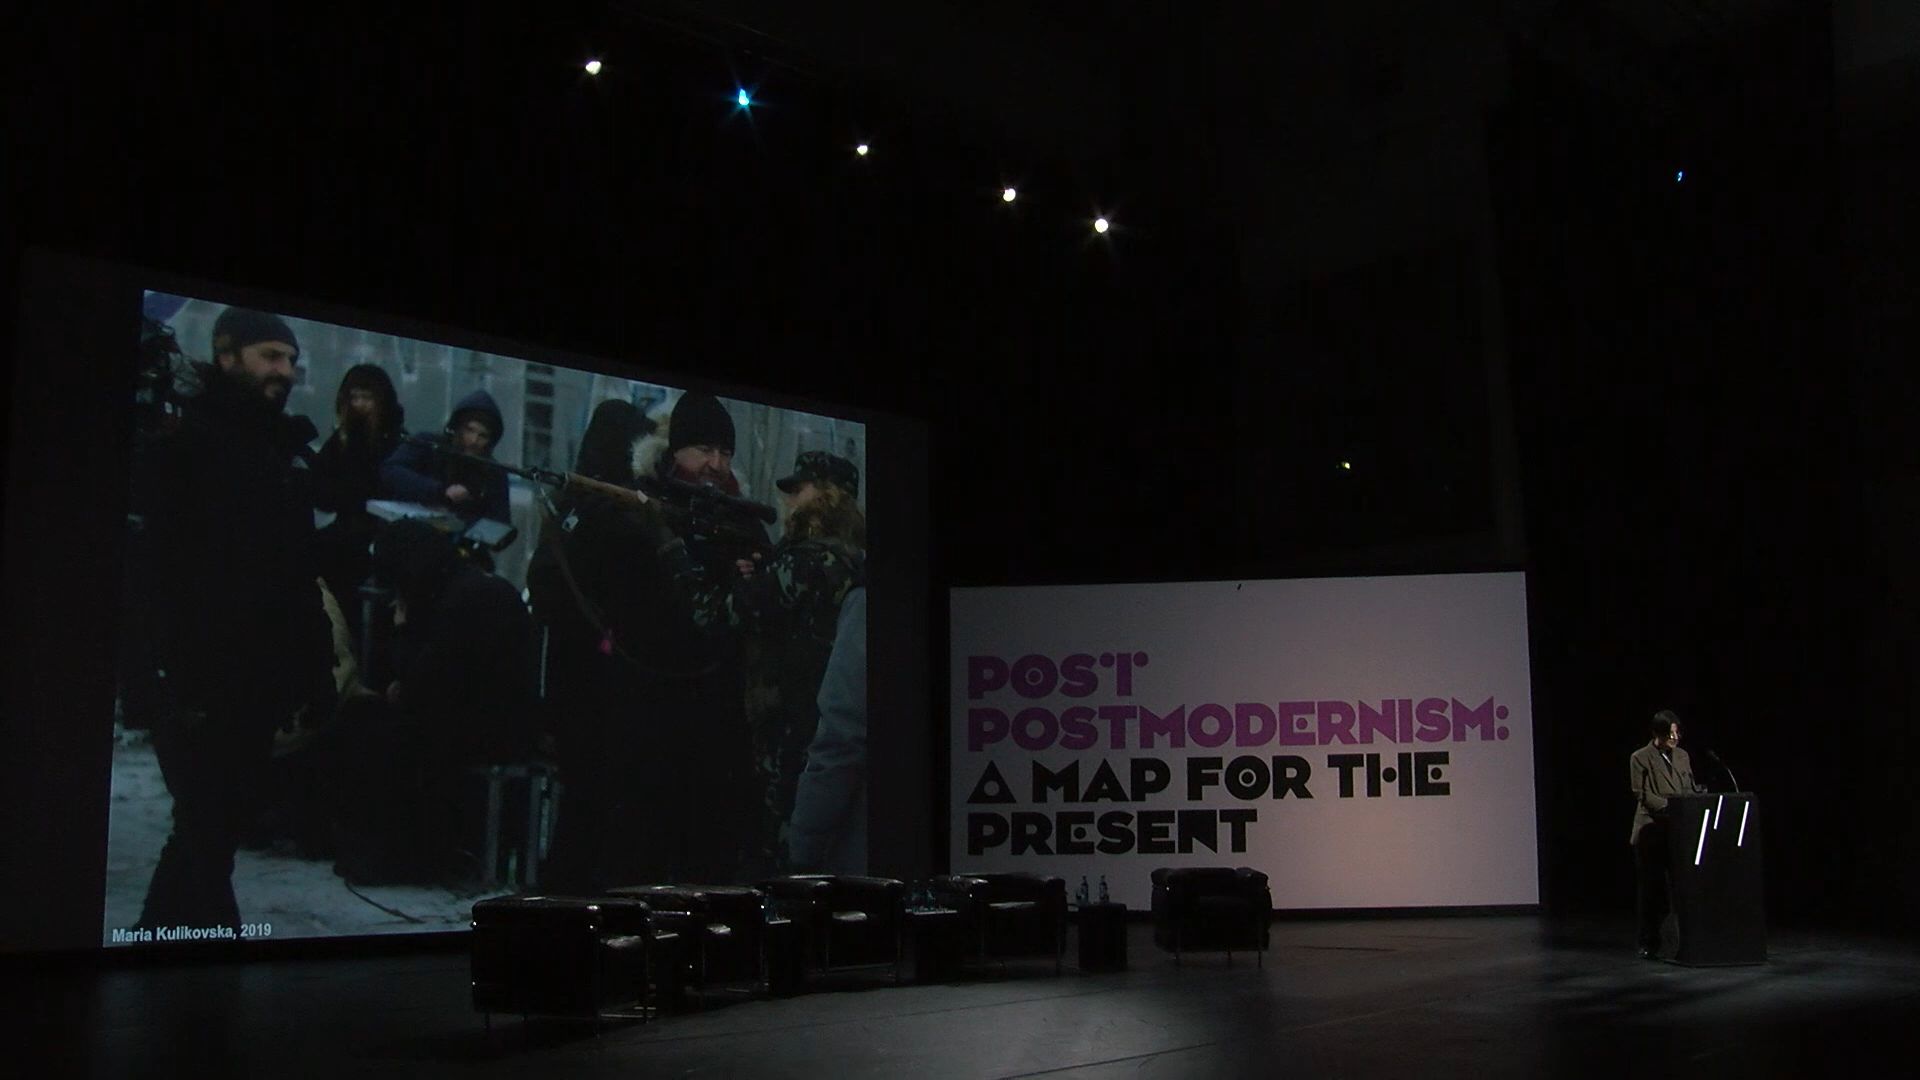 Maria Kulikovska, 2019
POST
POSTMODERNISM:
A MAP FOR THE
PRESENT